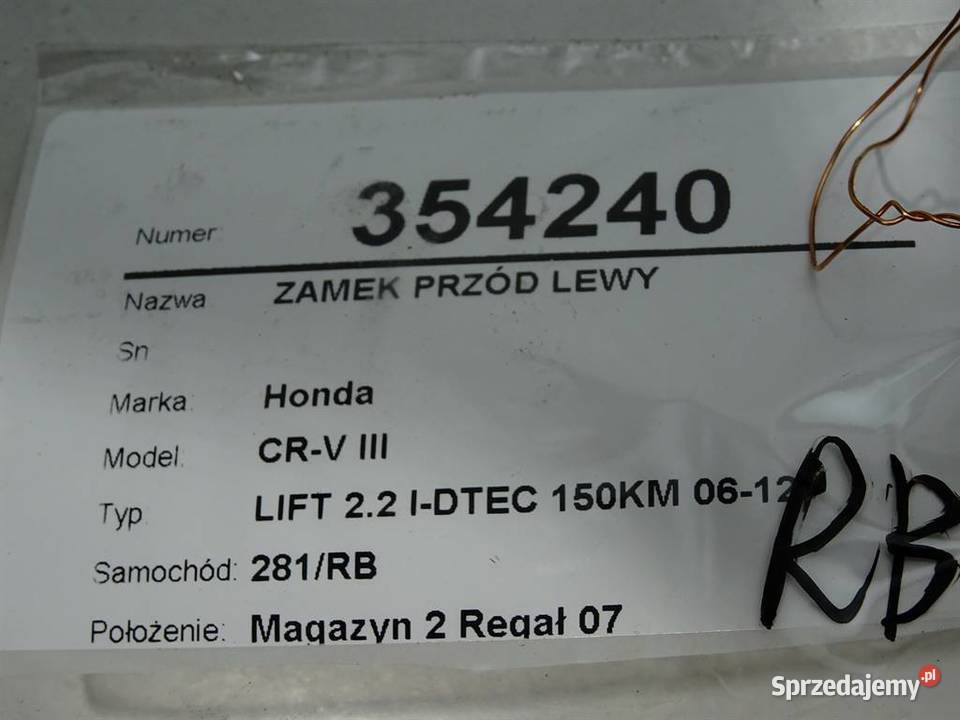 Numer 354240
Nazwa ZAMEK PRZÓD LEWY
Sn
Marka: Honda
Model: CR-V III
Typ LIFT 2.2 I-DTEC 150KM 06-12
Samochód: 281/RB
Położenie: Magazyn 2 Regał 07
RB
Sprzedajemy.pl